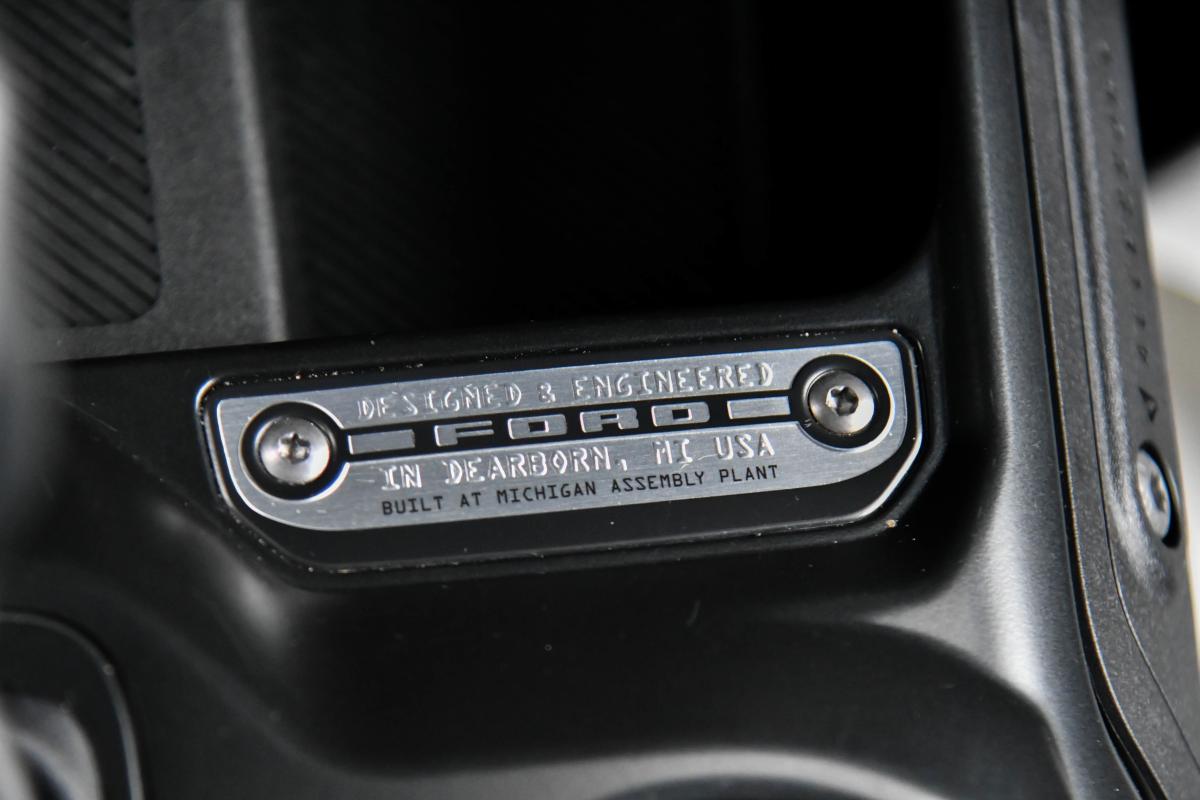 DESIGNED & ENGINEERED
FORD
IN DEARBORN, MI USA
BUILT AT MICHIGAN ASSEMBLY PLANT